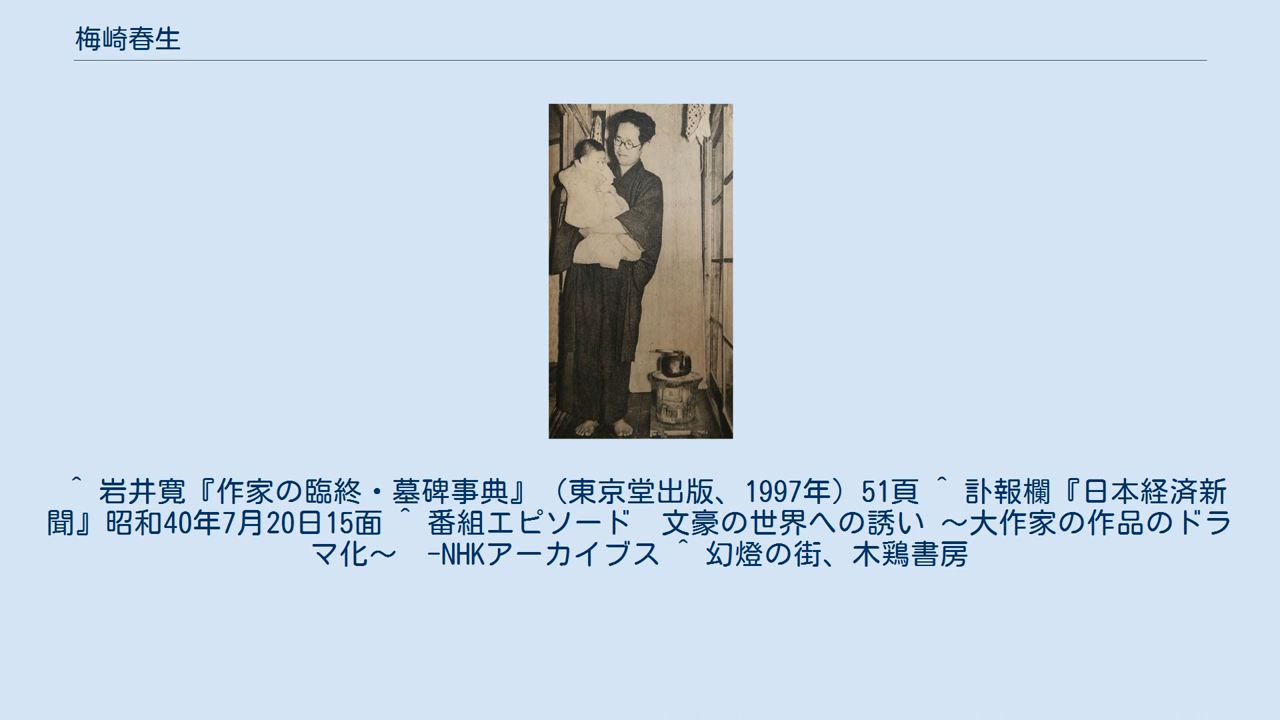 梅崎春生
^ 岩井寛『作家の臨終・墓碑事典』（東京堂出版、1997年）51頁 ^ 訃報欄『日本経済新
聞』昭和40年7月20日15面 ^ 番組エピソード　文豪の世界への誘い ～大作家の作品のドラ
マ化～　-NHKアーカイブス ^ 幻燈の街、木鶏書房